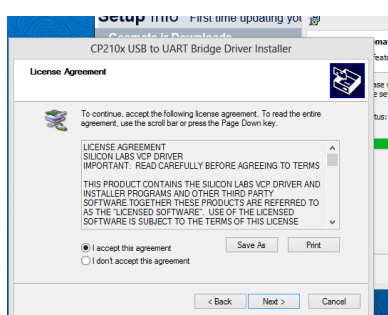 Setup Info First time updating you
Geomate jr Downloads
CP210x USB to UART Bridge Driver Installer
License Agreement
To continue, accept the following license agreement. To read the entire
agreement, use the scroll bar or press the Page Down key.
LICENSE AGREEMENT
SILICON LABS VCP DRIVER
IMPORTANT:  READ CAREFULLY BEFORE AGREEING TO TERMS
THIS PRODUCT CONTAINS THE SILICON LABS VCP DRIVER AND
INSTALLER PROGRAMS AND OTHER THIRD PARTY
SOFTWARE.TOGETHER THESE PRODUCTS ARE REFERRED TO
AS THE "LICENSED SOFTWARE".  USE OF THE LICENSED
SOFTWARE IS SUBJECT TO THE TERMS OF THIS LICENSE
I accept this agreement
Save As
Print
I don't accept this agreement
< Back
Next >
Cancel
tus: